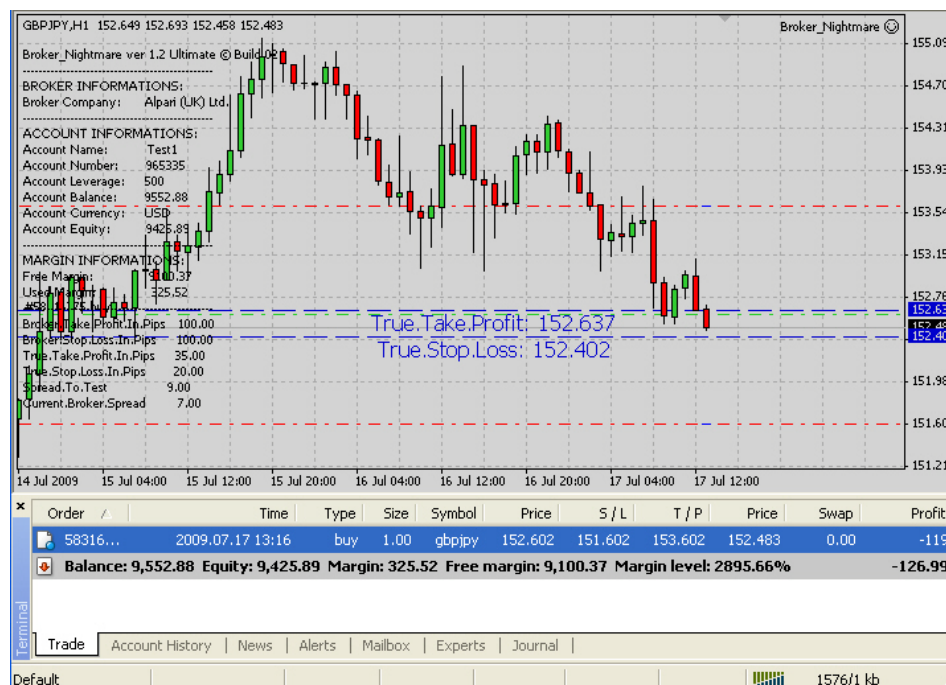 GBPJPY,H1 152.649 152.693 152.458 152.483
Broker_Nightmare
Broker_Nightmare ver 1.2 Ultimate © Build 02
BROKER INFORMATIONS:
Broker Company: Alpari (UK) Ltd.
ACCOUNT INFORMATIONS:
Account Name: Test1
Account Number: 965335
Account Leverage: 500
Account Balance: 9552.88
Account Currency: USD
Account Equity: 9425.89
MARGIN INFORMATIONS:
Free Margin: 9100.37
Used Margin: 325.52
Broker.Take.Profit.In.Pips 100.00
Broker.Stop.Loss.In.Pips 100.00
True.Take.Profit.In.Pips 35.00
True.Stop.Loss.In.Pips 20.00
Spread.To.Test 9.00
Current.Broker.Spread 7.00
True.Take.Profit: 152.637
True.Stop.Loss: 152.402
155.09
154.70
154.31
153.93
153.54
153.15
152.76
152.63
152.48
152.40
151.98
151.60
151.21
14 Jul 2009 15 Jul 04:00 15 Jul 12:00 15 Jul 20:00 16 Jul 04:00 16 Jul 12:00 16 Jul 20:00 17 Jul 04:00 17 Jul 12:00
Order Time Type Size Symbol Price S / L T / P Price Swap Profit
58316... 2009.07.17 13:16 buy 1.00 gbpjpy 152.602 151.602 153.602 152.483 0.00 -119
Balance: 9,552.88 Equity: 9,425.89 Margin: 325.52 Free margin: 9,100.37 Margin level: 2895.66% -126.99
Terminal
Trade Account History News Alerts Mailbox Experts Journal
Default 1576/1 kb